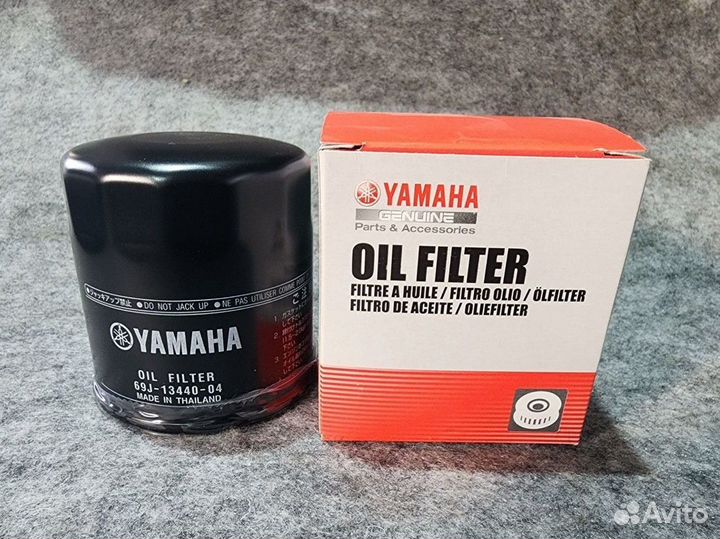 ジャッキアップ禁止 ● DO NOT JACK UP ● NE PAS UTILISER COMME
YAMAHA
OIL FILTER
69J-13440-04
MADE IN THAILAND
YAMAHA
GENUINE
Parts & Accessories
OIL FILTER
FILTRE A HUILE / FILTRO OLIO / ÖLFILTER
FILTRO DE ACEITE / OLIEFILTER
Avito